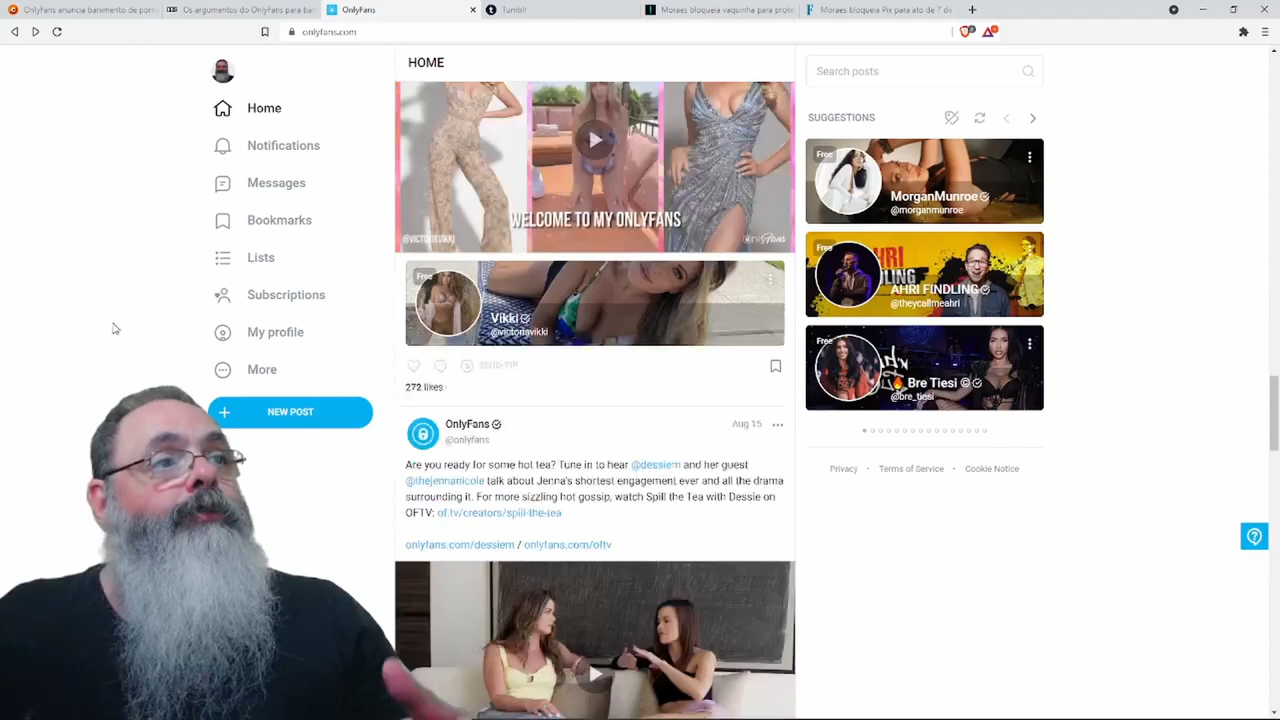 OnlyFans anuncia banimento de porn
Os argumentos do OnlyFans para ban
OnlyFans
Tumblr
Moraes bloqueia vaquinha para prote
Moraes bloqueia Pix para ato de 7 de
onlyfans.com
HOME
Search posts
Home
Notifications
Messages
Bookmarks
Lists
Subscriptions
My profile
More
NEW POST
WELCOME TO MY ONLYFANS
@VICTORIAVIKKI
OnlyFans
Free
Vikki
@victoriavikki
SEND TIP
272 likes
OnlyFans
@onlyfans
Aug 15
Are you ready for some hot tea? Tune in to hear @dessiem and her guest
@thejennanicole talk about Jenna's shortest engagement ever and all the drama
surrounding it. For more sizzling hot gossip, watch Spill the Tea with Dessie on
OFTV: of.tv/creators/spill-the-tea
onlyfans.com/dessiem / onlyfans.com/oftv
SUGGESTIONS
Free
MorganMunroe
@morganmunroe
Free
AHRI FINDLING
@theycallmeahri
Free
Bre Tiesi ©
@bre_tiesi
Privacy · Terms of Service · Cookie Notice